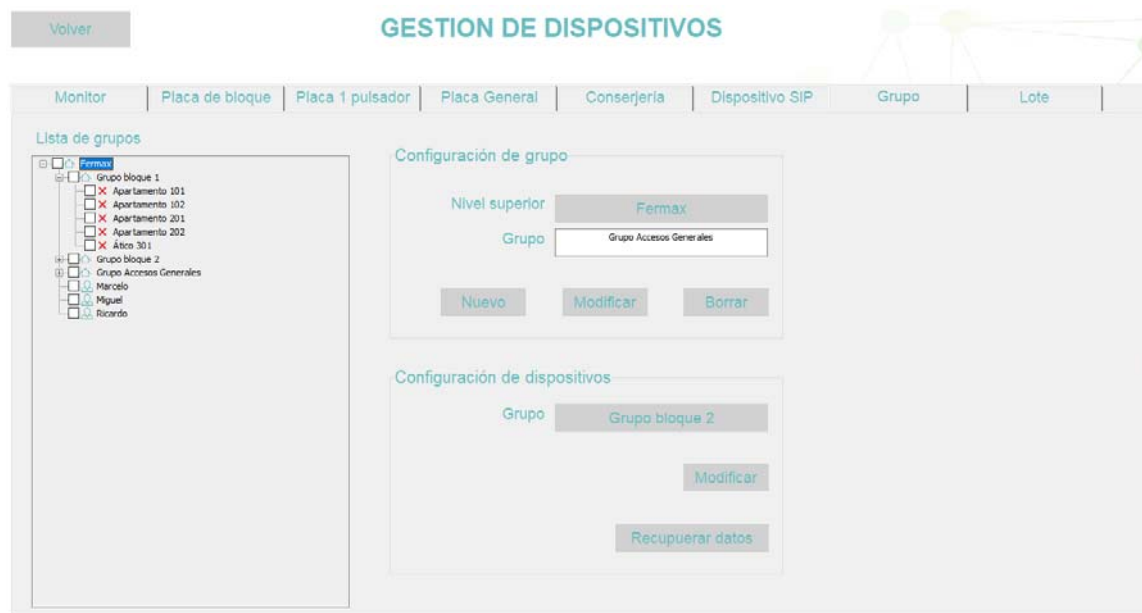 Volver
GESTION DE DISPOSITIVOS
Monitor
Placa de bloque
Placa 1 pulsador
Placa General
Conserjería
Dispositivo SIP
Grupo
Lote
Lista de grupos
Fermax
Grupo bloque 1
Apartamento 101
Apartamento 102
Apartamento 201
Apartamento 202
Ático 301
Grupo bloque 2
Grupo Accesos Generales
Marcelo
Miguel
Ricardo
Configuración de grupo
Nivel superior
Fermax
Grupo
Grupo Accesos Generales
Nuevo
Modificar
Borrar
Configuración de dispositivos
Grupo
Grupo bloque 2
Modificar
Recupuerar datos